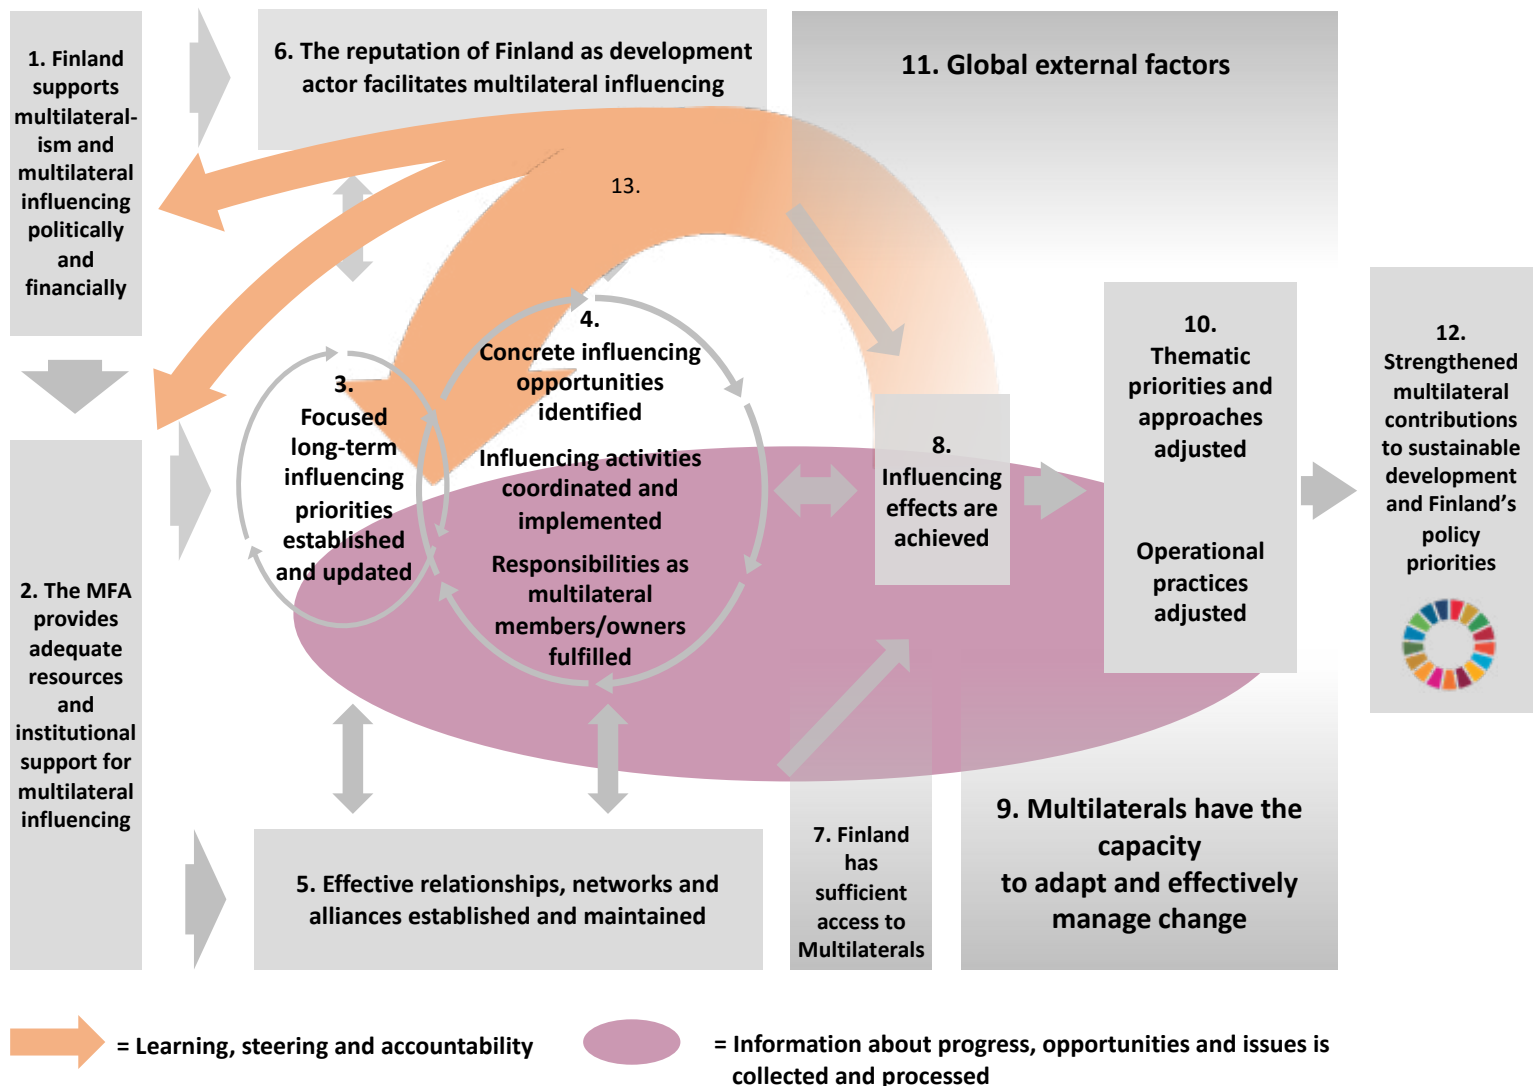 1. Finland
supports
multilateral-
ism and
multilateral
influencing
politically
and
financially
6. The reputation of Finland as development
actor facilitates multilateral influencing
11. Global external factors
13.
2. The MFA
provides
adequate
resources
and
institutional
support for
multilateral
influencing
3.
Focused
long-term
influencing
priorities
established
and updated
4.
Concrete influencing
opportunities
identified
Influencing activities
coordinated and
implemented
Responsibilities as
multilateral
members/owners
fulfilled
8.
Influencing
effects are
achieved
10.
Thematic
priorities and
approaches
adjusted
Operational
practices
adjusted
12.
Strengthened
multilateral
contributions
to sustainable
development
and Finland’s
policy
priorities
5. Effective relationships, networks and
alliances established and maintained
7. Finland
has
sufficient
access to
Multilaterals
9. Multilaterals have the
capacity
to adapt and effectively
manage change
= Learning, steering and accountability
= Information about progress, opportunities and issues is
collected and processed